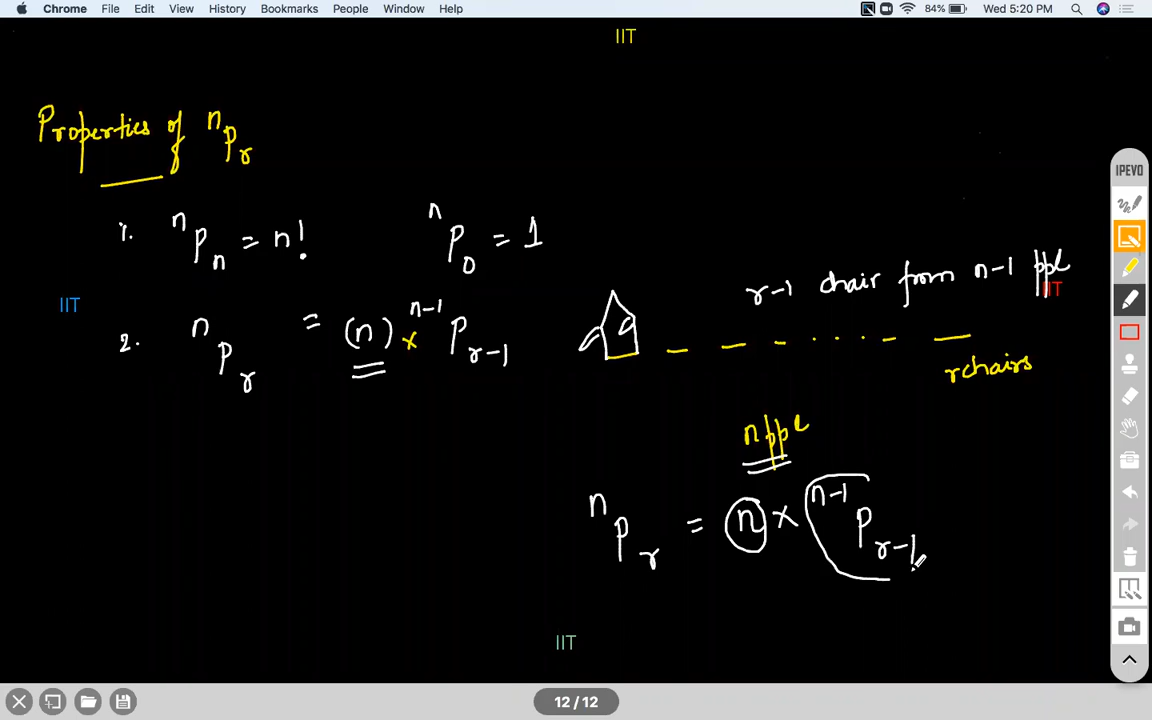 Chrome File Edit View History Bookmarks People Window Help 84% Wed 5:20 PM
IIT
Properties of ⁿPᵣ
IPEVO
1. ⁿPₙ = n! ⁿP₀ = 1
r-1 chair from n-1 ppl
IIT
IIT
2. ⁿPᵣ = (n) × ⁿ⁻¹Pᵣ₋₁
r chairs
n ppl
ⁿPᵣ = n × ⁿ⁻¹Pᵣ₋₁
IIT
12 / 12